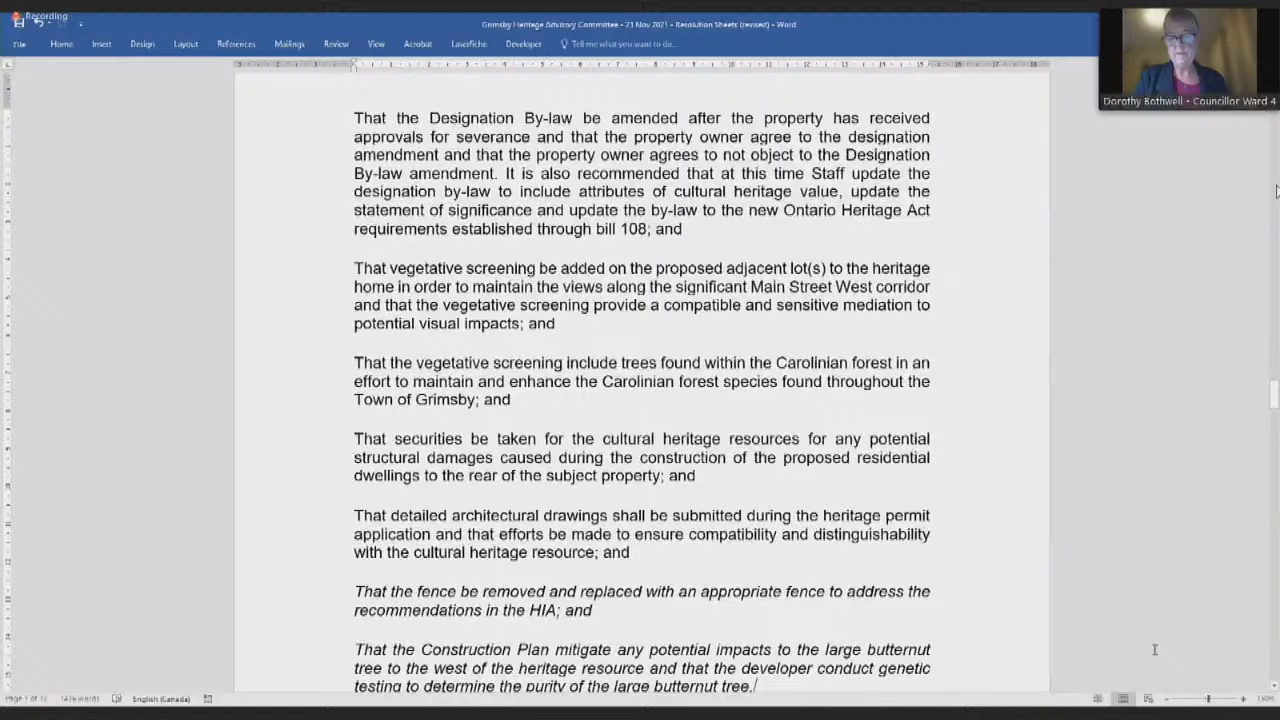 Recording
Grimsby Heritage Advisory Committee - 23 Nov 2021 - Resolution Sheets (revised) - Word
File Home Insert Design Layout References Mailings Review View Acrobat Laserfiche Developer Tell me what you want to do...
Dorothy Bothwell • Councillor Ward 4
That the Designation By-law be amended after the property has received
approvals for severance and that the property owner agree to the designation
amendment and that the property owner agrees to not object to the Designation
By-law amendment. It is also recommended that at this time Staff update the
designation by-law to include attributes of cultural heritage value, update the
statement of significance and update the by-law to the new Ontario Heritage Act
requirements established through bill 108; and
That vegetative screening be added on the proposed adjacent lot(s) to the heritage
home in order to maintain the views along the significant Main Street West corridor
and that the vegetative screening provide a compatible and sensitive mediation to
potential visual impacts; and
That the vegetative screening include trees found within the Carolinian forest in an
effort to maintain and enhance the Carolinian forest species found throughout the
Town of Grimsby; and
That securities be taken for the cultural heritage resources for any potential
structural damages caused during the construction of the proposed residential
dwellings to the rear of the subject property; and
That detailed architectural drawings shall be submitted during the heritage permit
application and that efforts be made to ensure compatibility and distinguishability
with the cultural heritage resource; and
That the fence be removed and replaced with an appropriate fence to address the
recommendations in the HIA; and
That the Construction Plan mitigate any potential impacts to the large butternut
tree to the west of the heritage resource and that the developer conduct genetic
testing to determine the purity of the large butternut tree./
English (Canada) 150%